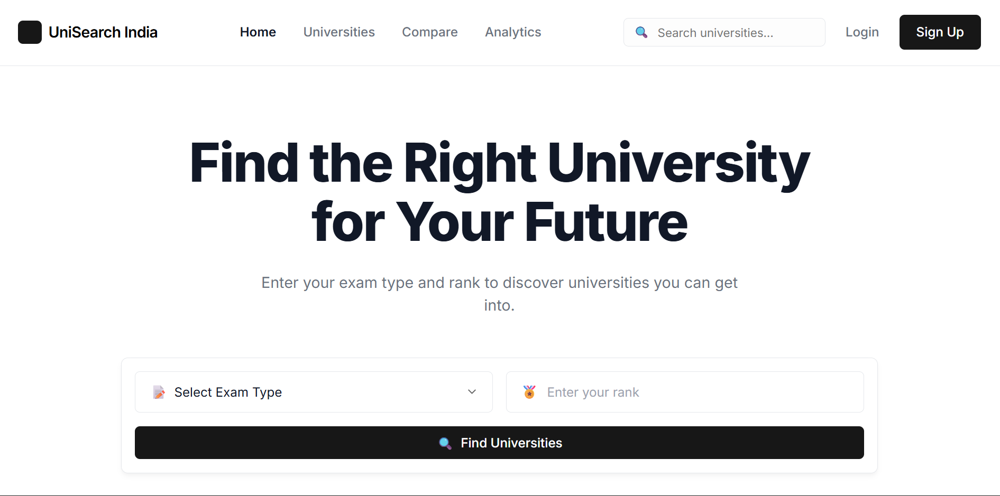 UniSearch India
Home
Universities
Compare
Analytics
Search universities...
Login
Sign Up
Find the Right University
for Your Future
Enter your exam type and rank to discover universities you can get
into.
Select Exam Type
Enter your rank
Find Universities